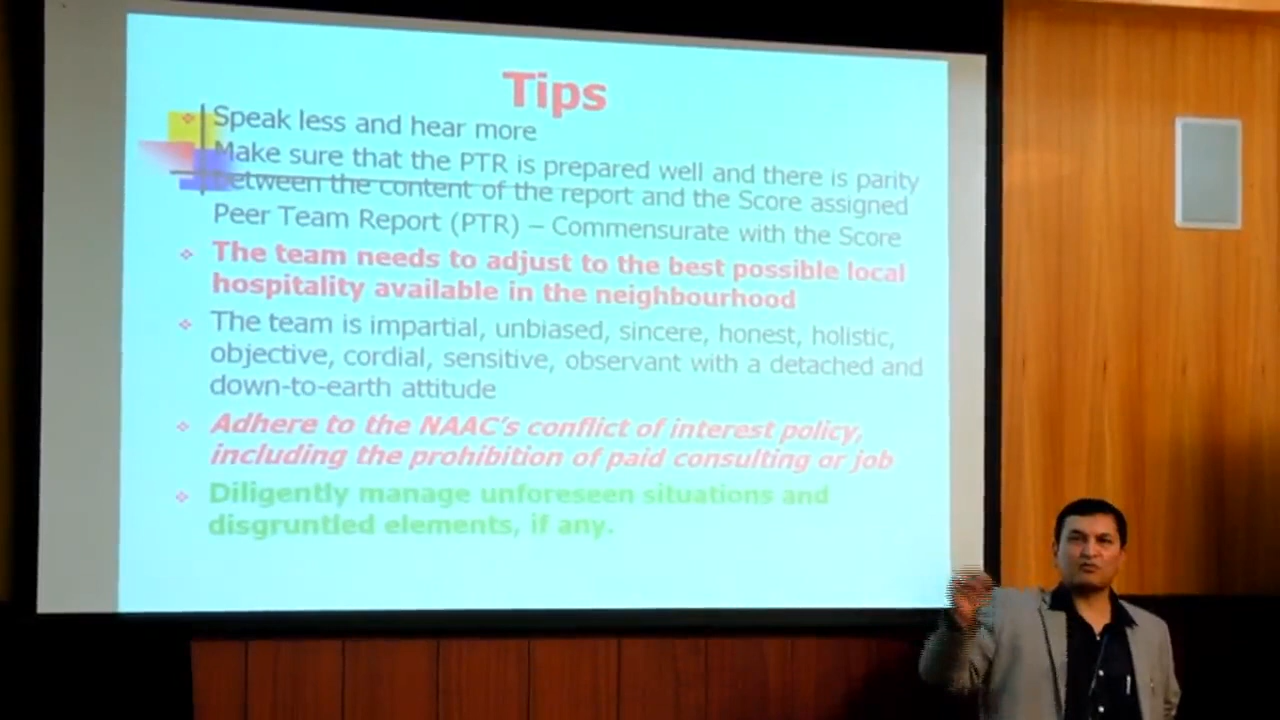 Tips
Speak less and hear more
Make sure that the PTR is prepared well and there is parity
between the content of the report and the Score assigned
Peer Team Report (PTR) – Commensurate with the Score
The team needs to adjust to the best possible local
hospitality available in the neighbourhood
The team is impartial, unbiased, sincere, honest, holistic,
objective, cordial, sensitive, observant with a detached and
down-to-earth attitude
Adhere to the NAAC's conflict of interest policy,
including the prohibition of paid consulting or job
Diligently manage unforeseen situations and
disgruntled elements, if any.